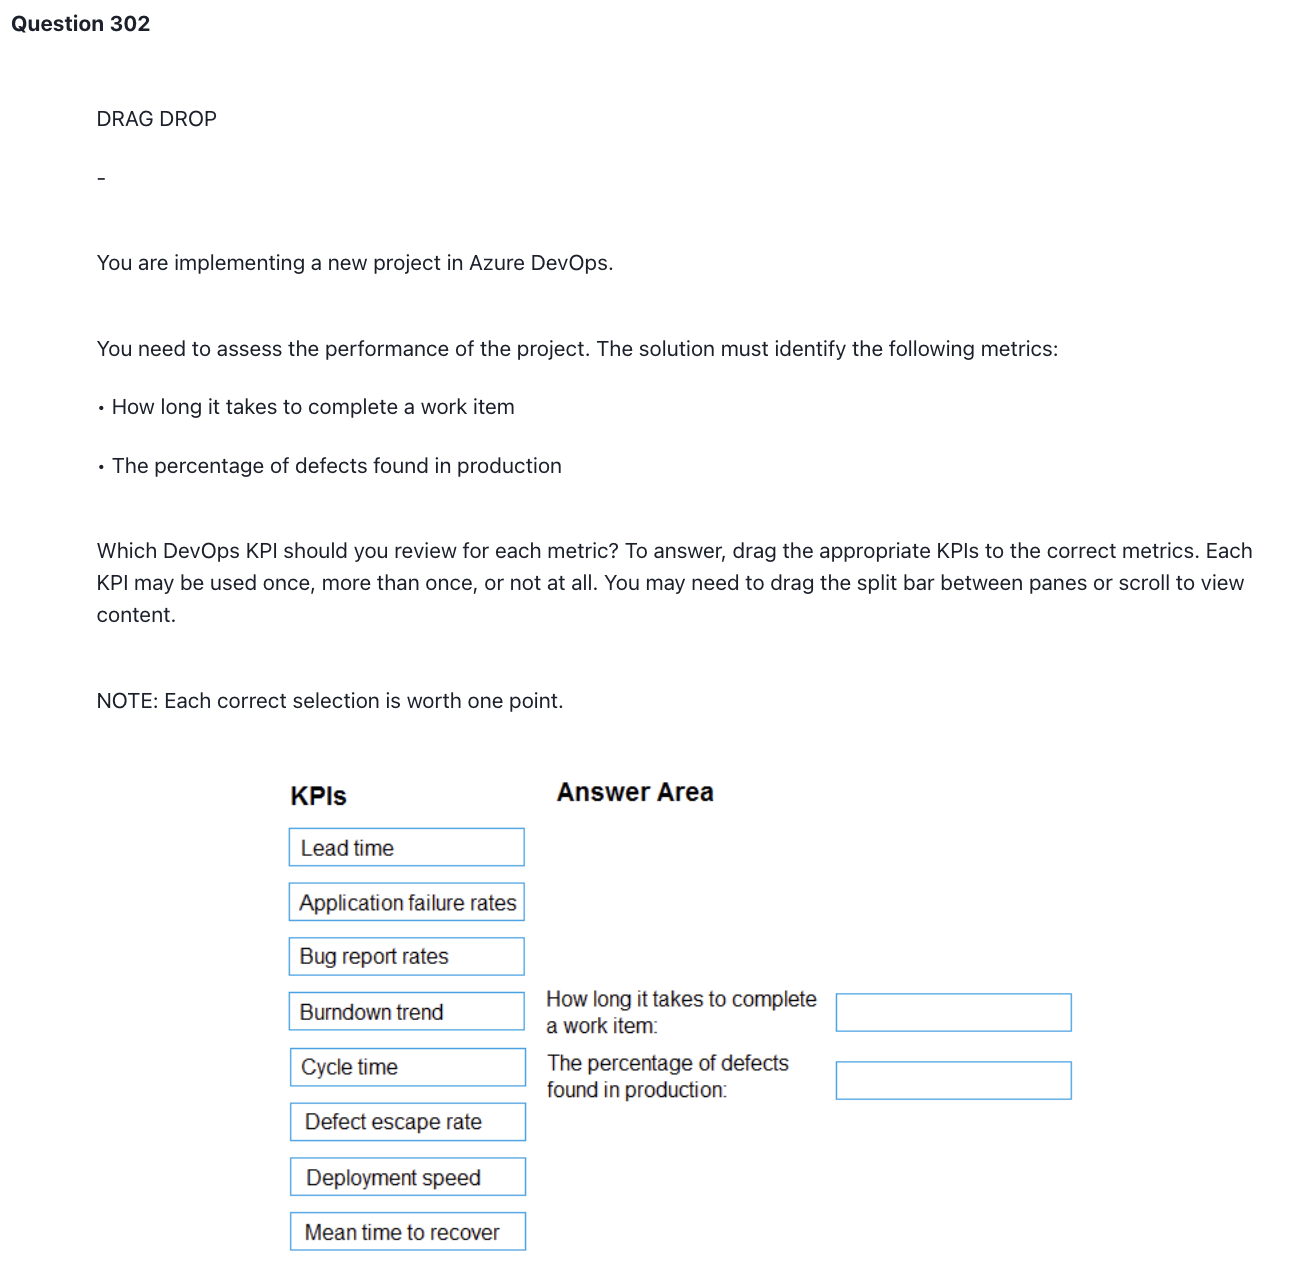 Question 302
DRAG DROP
-
You are implementing a new project in Azure DevOps.
You need to assess the performance of the project. The solution must identify the following metrics:
• How long it takes to complete a work item
• The percentage of defects found in production
Which DevOps KPI should you review for each metric? To answer, drag the appropriate KPIs to the correct metrics. Each
KPI may be used once, more than once, or not at all. You may need to drag the split bar between panes or scroll to view
content.
NOTE: Each correct selection is worth one point.
KPIs
Lead time
Application failure rates
Bug report rates
Burndown trend
Cycle time
Defect escape rate
Deployment speed
Mean time to recover
Answer Area
How long it takes to complete
a work item:
The percentage of defects
found in production: